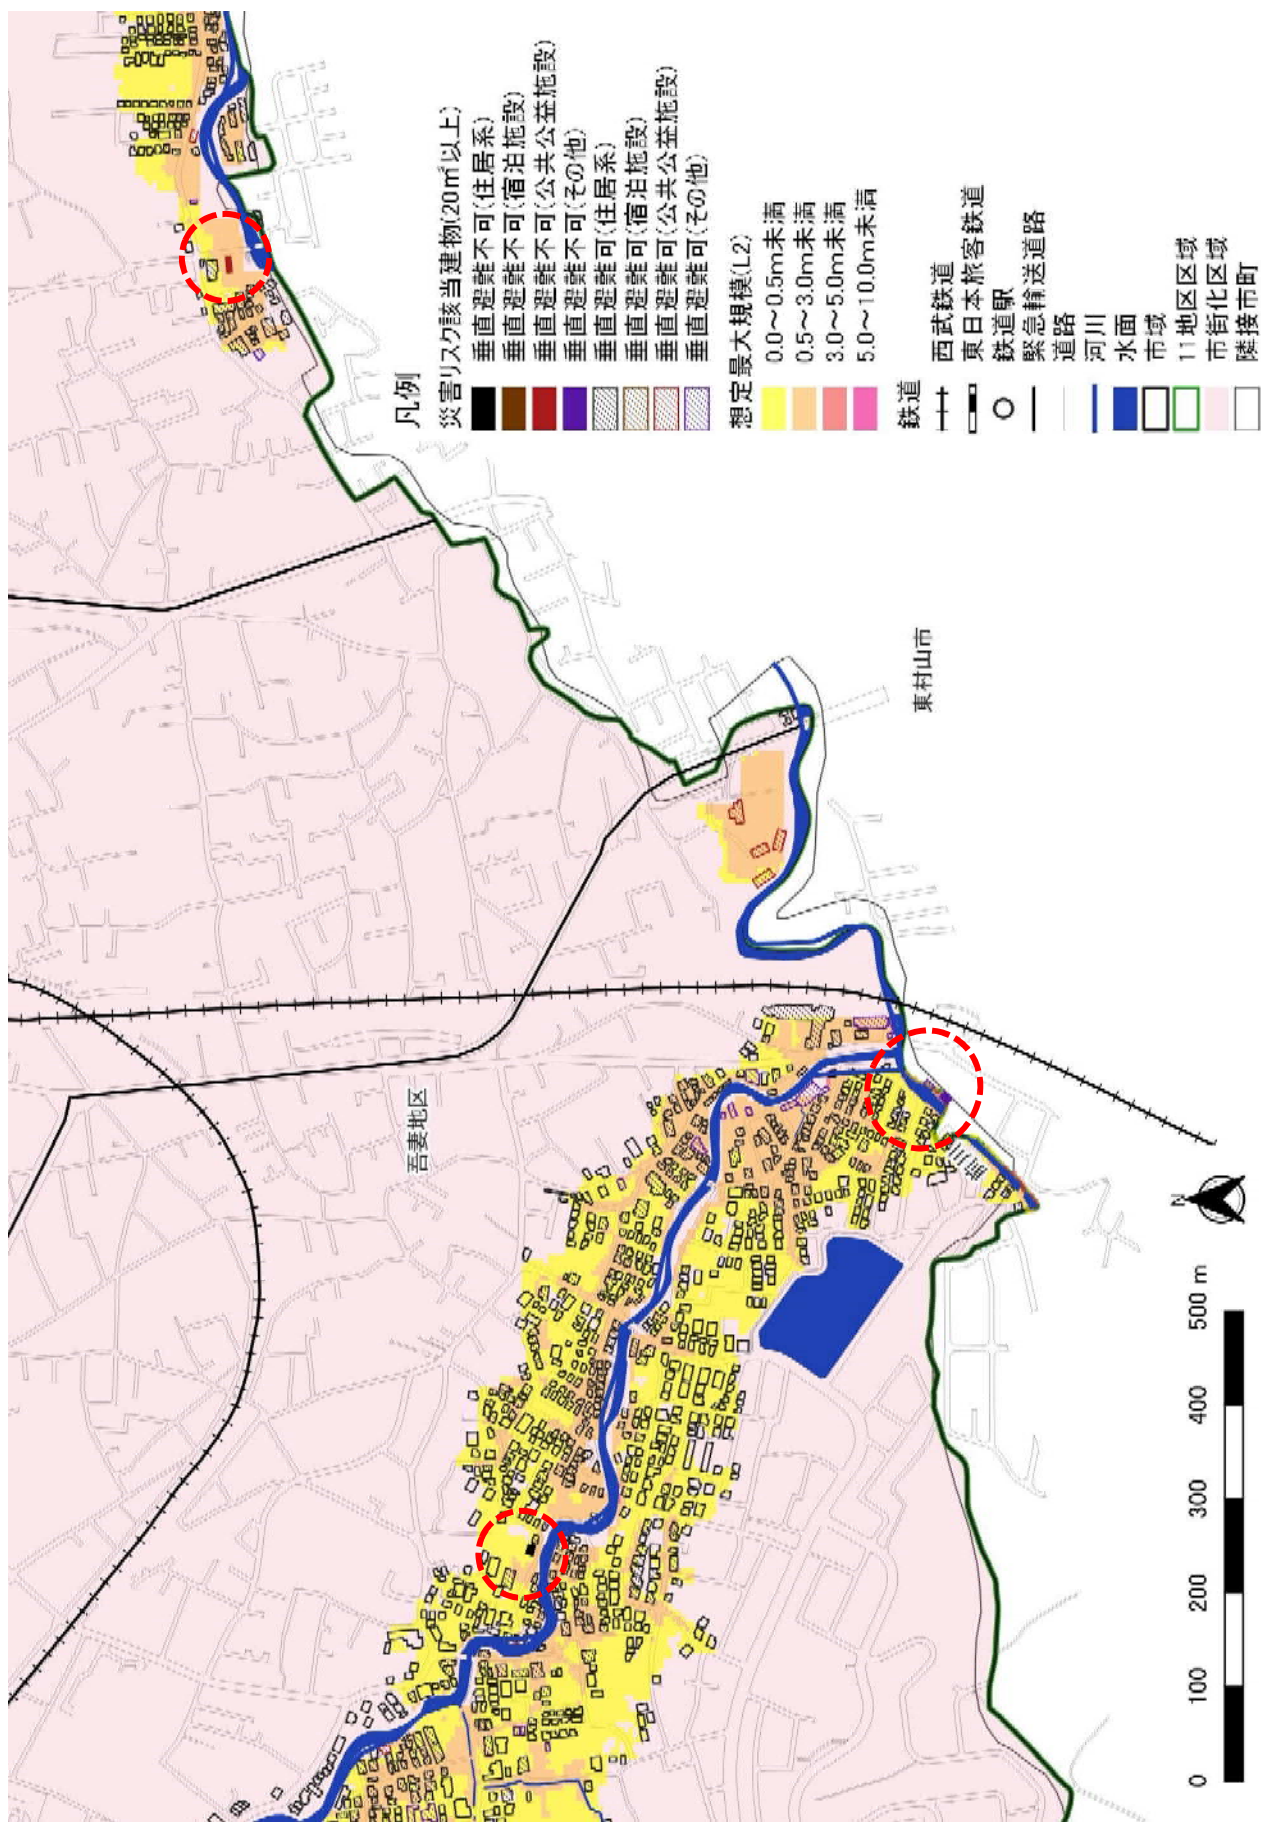 凡例
災害リスク該当建物(20㎡以上)
垂直避難不可(住居系)
垂直避難不可(宿泊施設)
垂直避難不可(公共公益施設)
垂直避難不可(その他)
垂直避難可(住居系)
垂直避難可(宿泊施設)
垂直避難可(公共公益施設)
垂直避難可(その他)
想定最大規模(L2)
0.0～0.5m未満
0.5～3.0m未満
3.0～5.0m未満
5.0～10.0m未満
鉄道
西武鉄道
東日本旅客鉄道
鉄道駅
緊急輸送道路
道路
河川
水面
市域
11地区区域
市街化区域
隣接市町
東村山市
吾妻地区
N
0 100 200 300 400 500 m